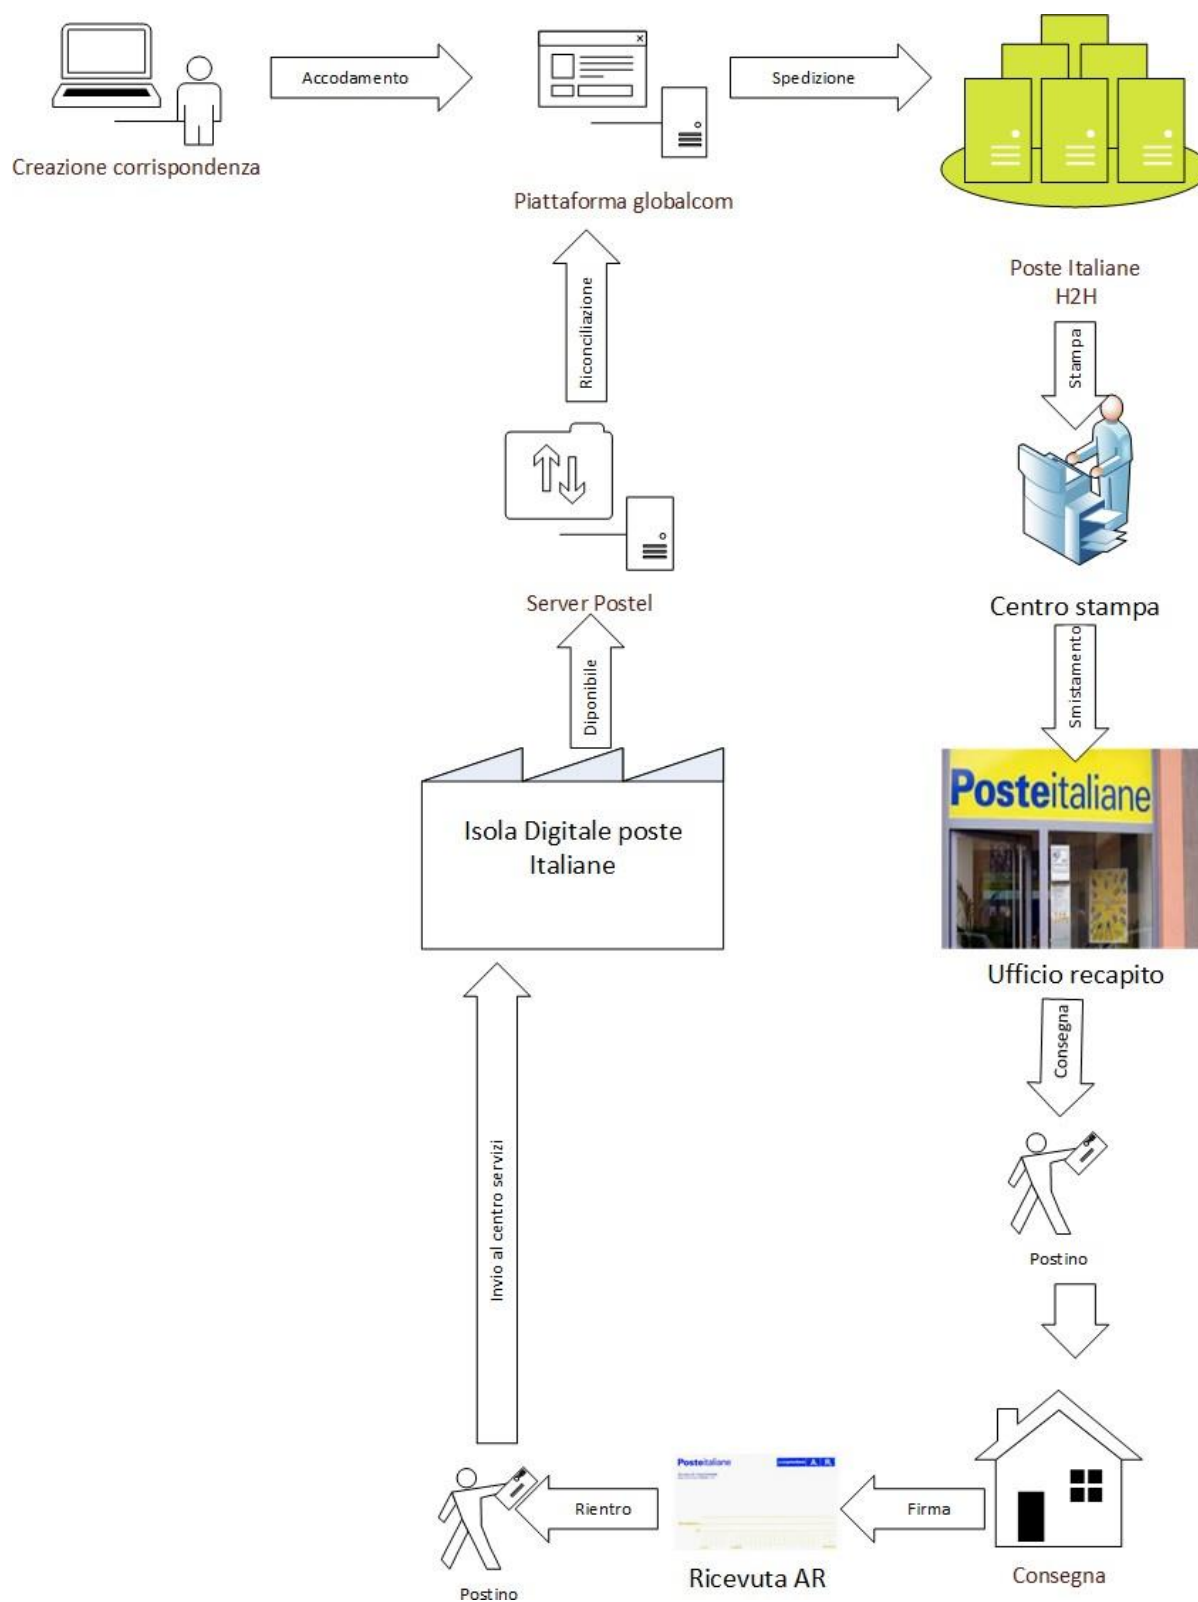 Accodamento
Spedizione
Creazione corrispondenza
Piattaforma globalcom
Poste Italiane
H2H
Riconciliazione
Stampa
Server Postel
Centro stampa
Smistamento
Diponibile
Posteitaliane
Isola Digitale poste
Italiane
Ufficio recapito
Consegna
Invio al centro servizi
Postino
Posteitaliane
Rientro
Firma
Ricevuta AR
Consegna
Postino